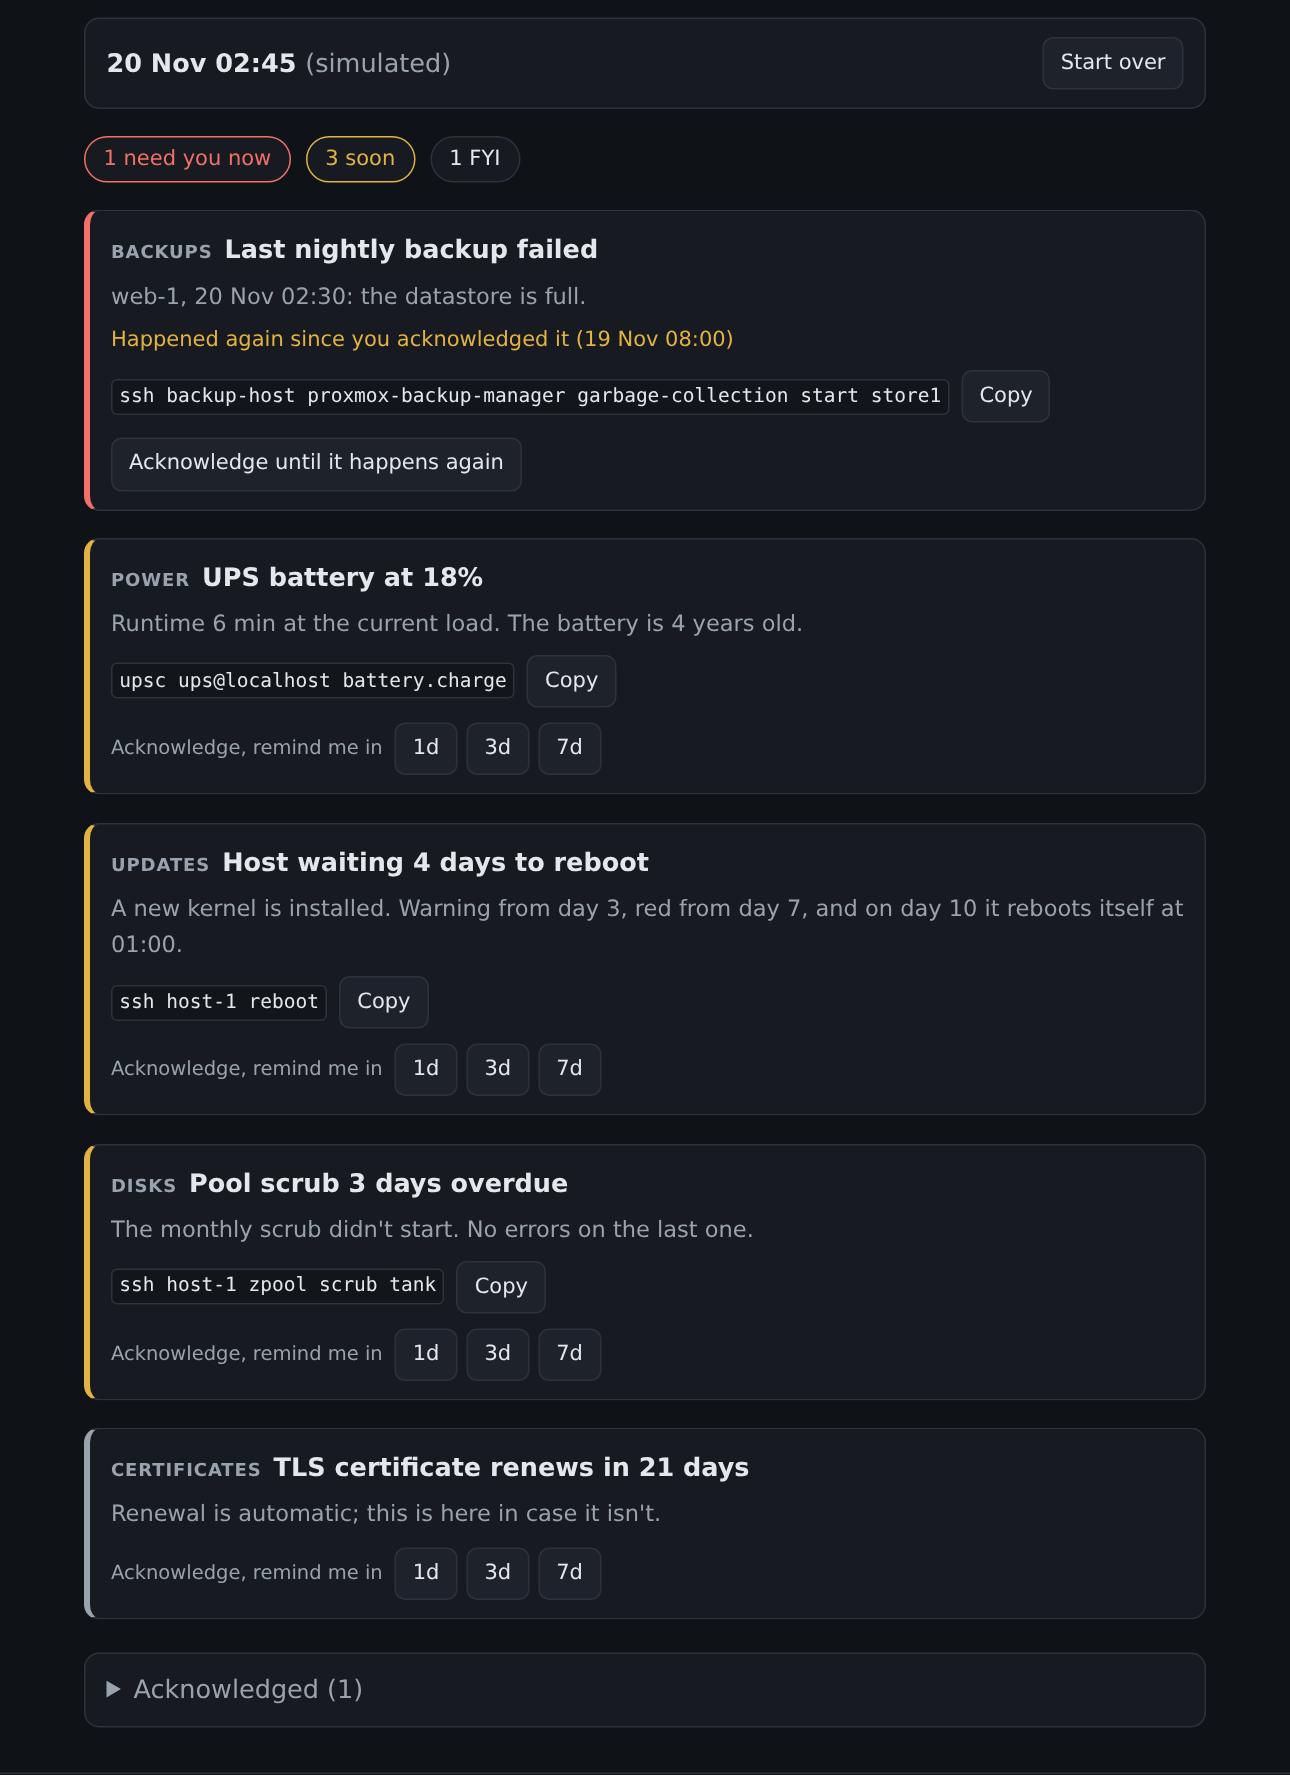 20 Nov 02:45 (simulated)
Start over
1 need you now
3 soon
1 FYI
BACKUPS Last nightly backup failed
web-1, 20 Nov 02:30: the datastore is full.
Happened again since you acknowledged it (19 Nov 08:00)
ssh backup-host proxmox-backup-manager garbage-collection start store1
Copy
Acknowledge until it happens again
POWER UPS battery at 18%
Runtime 6 min at the current load. The battery is 4 years old.
upsc ups@localhost battery.charge
Copy
Acknowledge, remind me in 1d 3d 7d
UPDATES Host waiting 4 days to reboot
A new kernel is installed. Warning from day 3, red from day 7, and on day 10 it reboots itself at
01:00.
ssh host-1 reboot
Copy
Acknowledge, remind me in 1d 3d 7d
DISKS Pool scrub 3 days overdue
The monthly scrub didn't start. No errors on the last one.
ssh host-1 zpool scrub tank
Copy
Acknowledge, remind me in 1d 3d 7d
CERTIFICATES TLS certificate renews in 21 days
Renewal is automatic; this is here in case it isn't.
Acknowledge, remind me in 1d 3d 7d
Acknowledged (1)